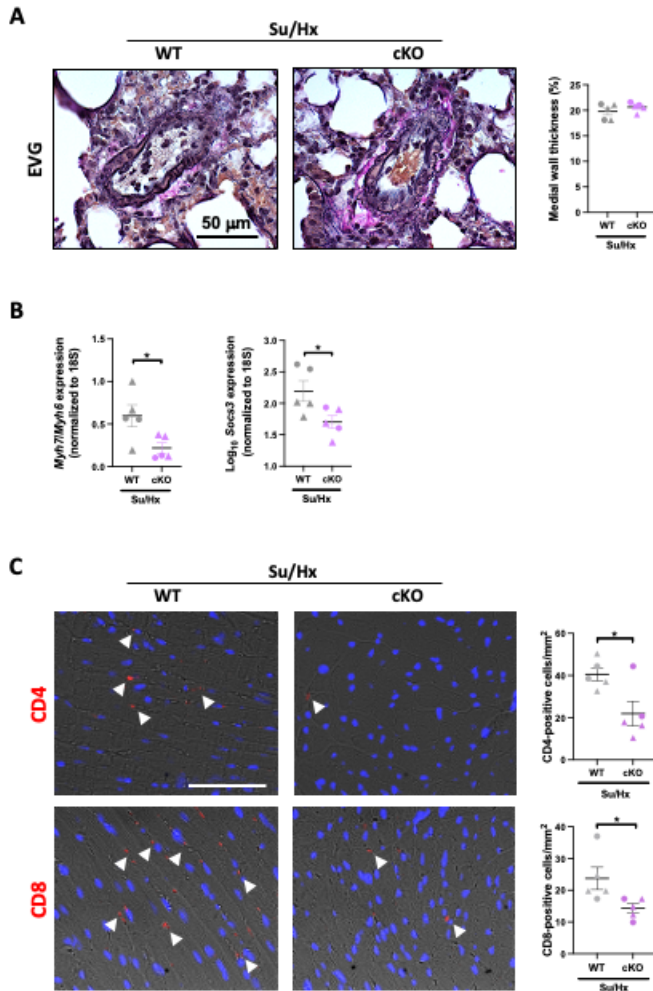 A
Su/Hx
WT
cKO
EVG
50 μm
Medial wall thickness (%)
25
20
15
10
5
0
WT
cKO
Su/Hx
B
Myh7/Myh6 expression
(normalized to 18S)
1.5
1.0
0.5
0.0
*
WT
cKO
Su/Hx
Log10 Socs3 expression
(normalized to 18S)
3.0
2.5
2.0
1.5
1.0
*
WT
cKO
Su/Hx
C
Su/Hx
WT
cKO
CD4
CD4-positive cells/mm²
60
40
20
0
*
WT
cKO
Su/Hx
CD8
CD8-positive cells/mm²
60
40
20
0
*
WT
cKO
Su/Hx